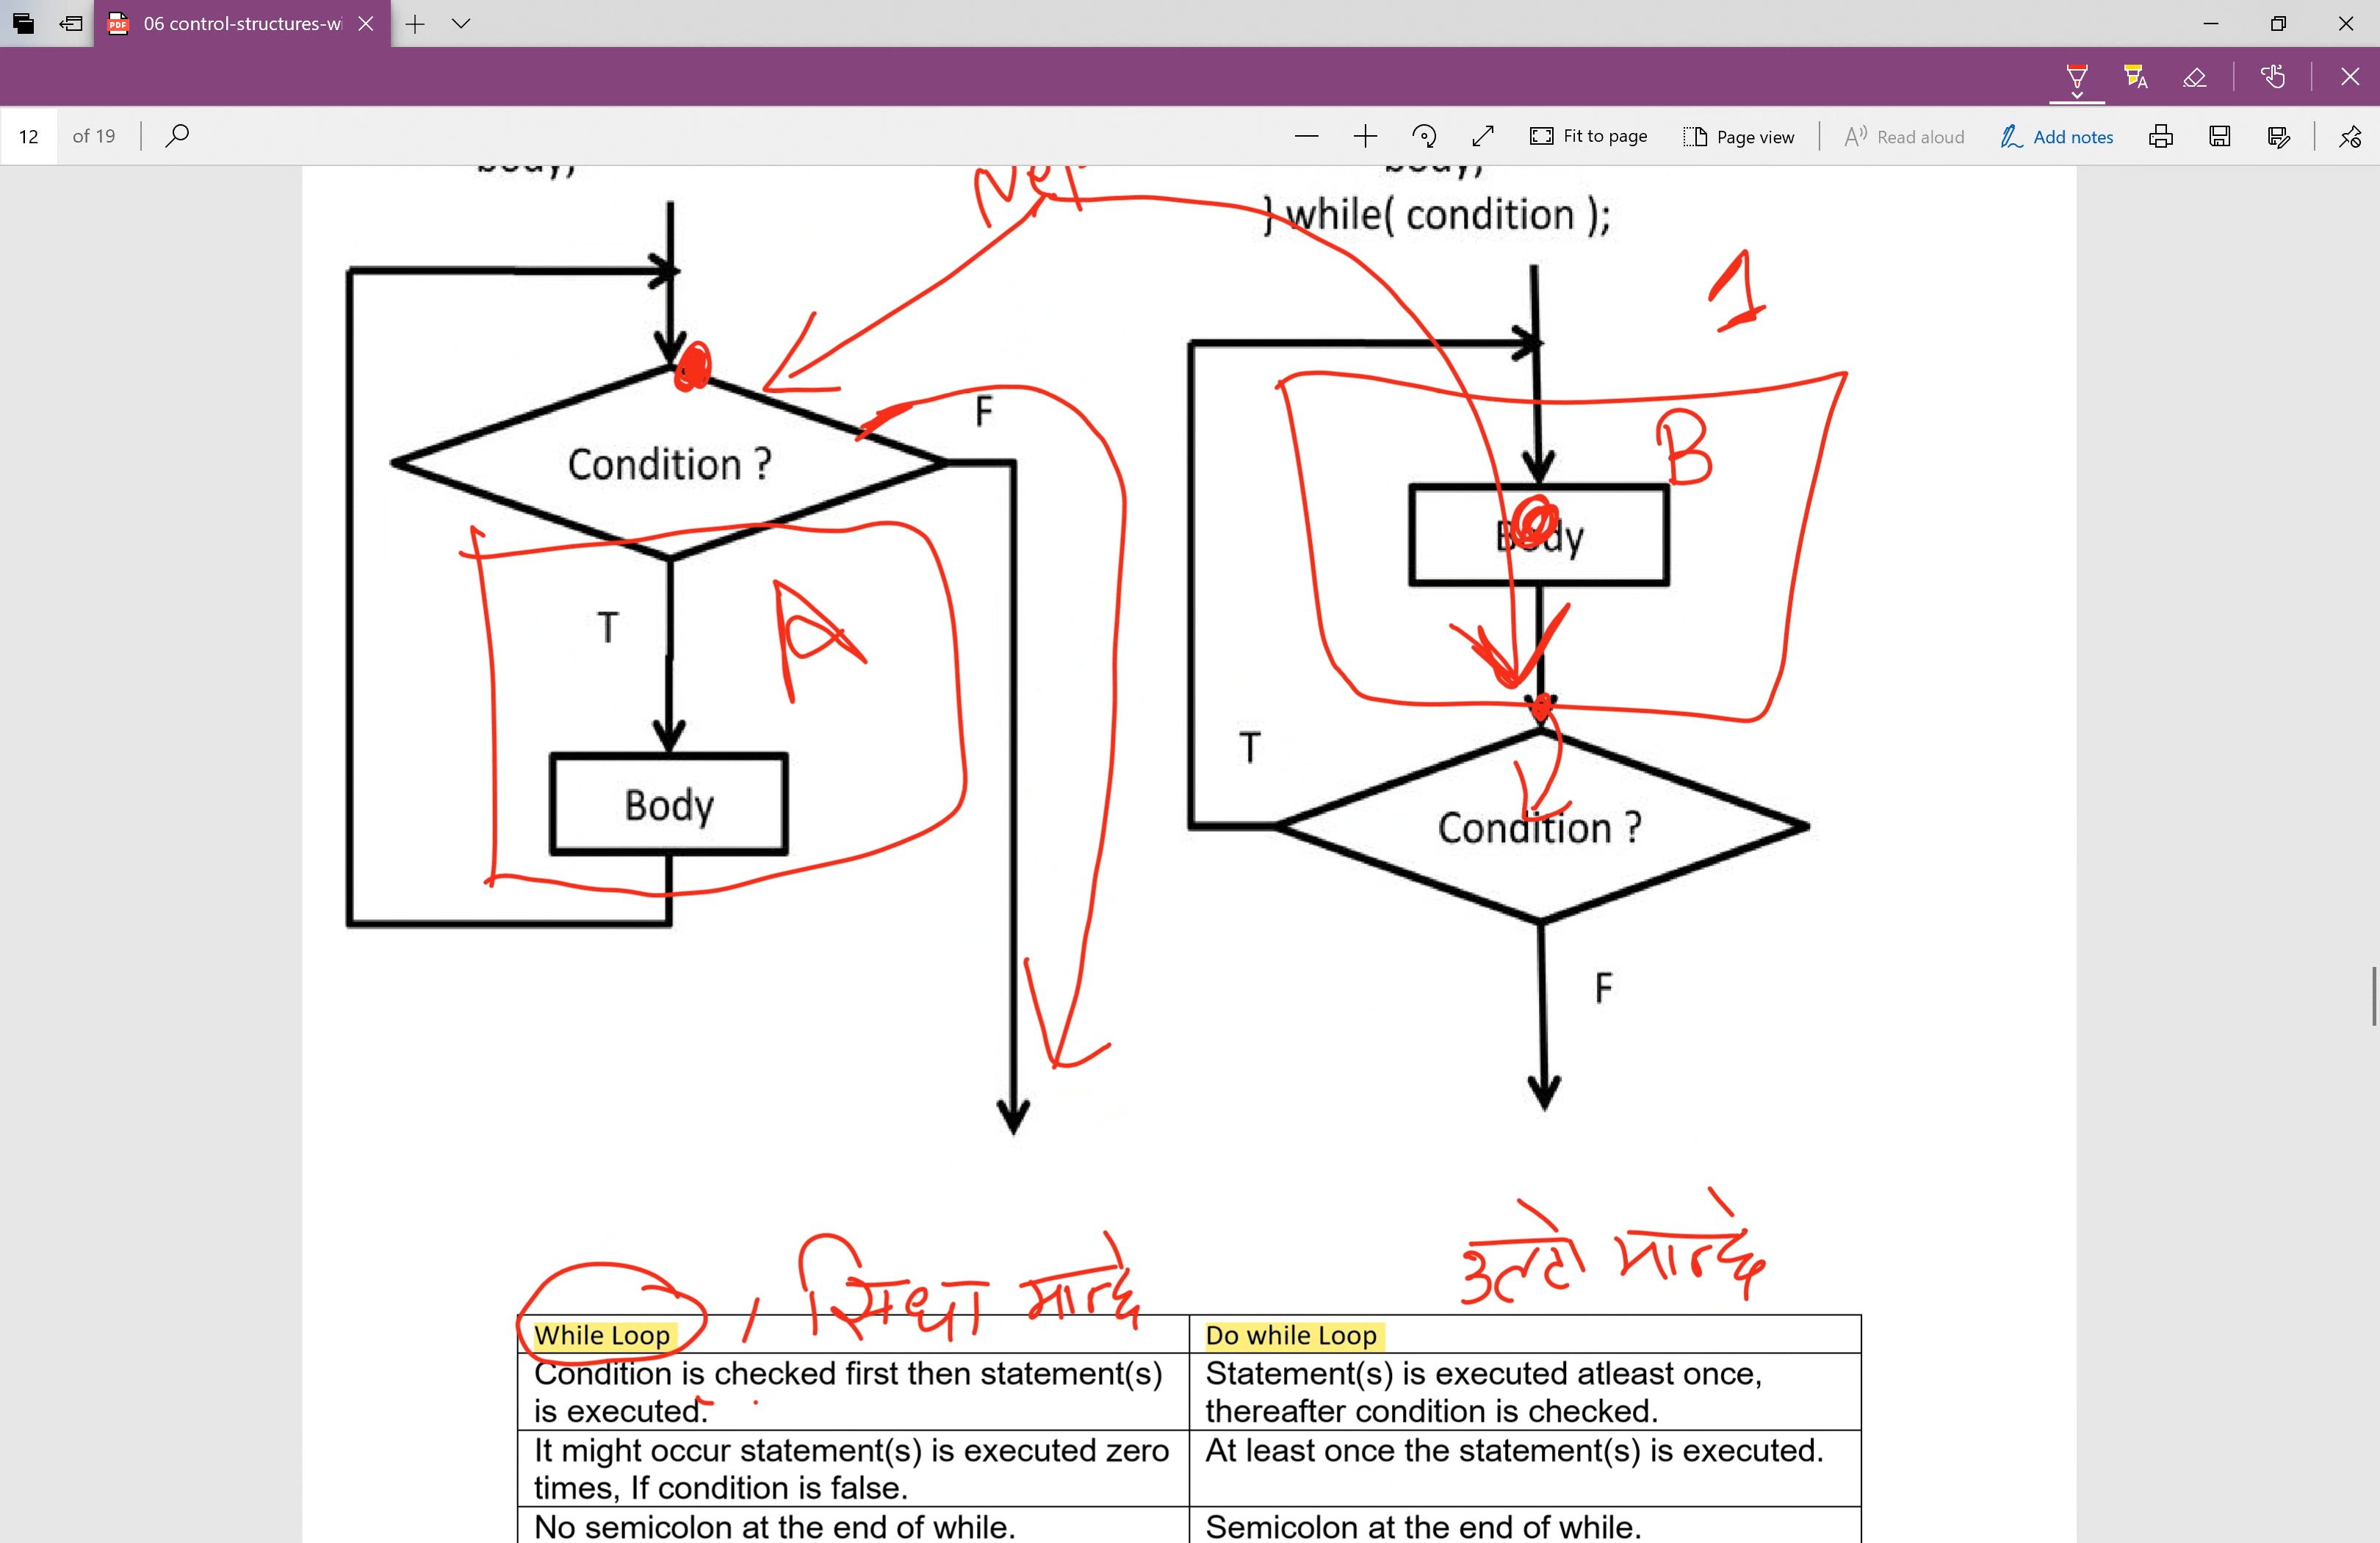 06 control-structures-wi
12 of 19
Fit to page
Page view
Read aloud
Add notes
} while( condition );
1
F
Condition ?
B
Body
T
A
T
Body
Condition ?
F
While Loop
Do while Loop
Condition is checked first then statement(s)
is executed.
Statement(s) is executed atleast once,
thereafter condition is checked.
It might occur statement(s) is executed zero
times, If condition is false.
At least once the statement(s) is executed.
No semicolon at the end of while.
Semicolon at the end of while.